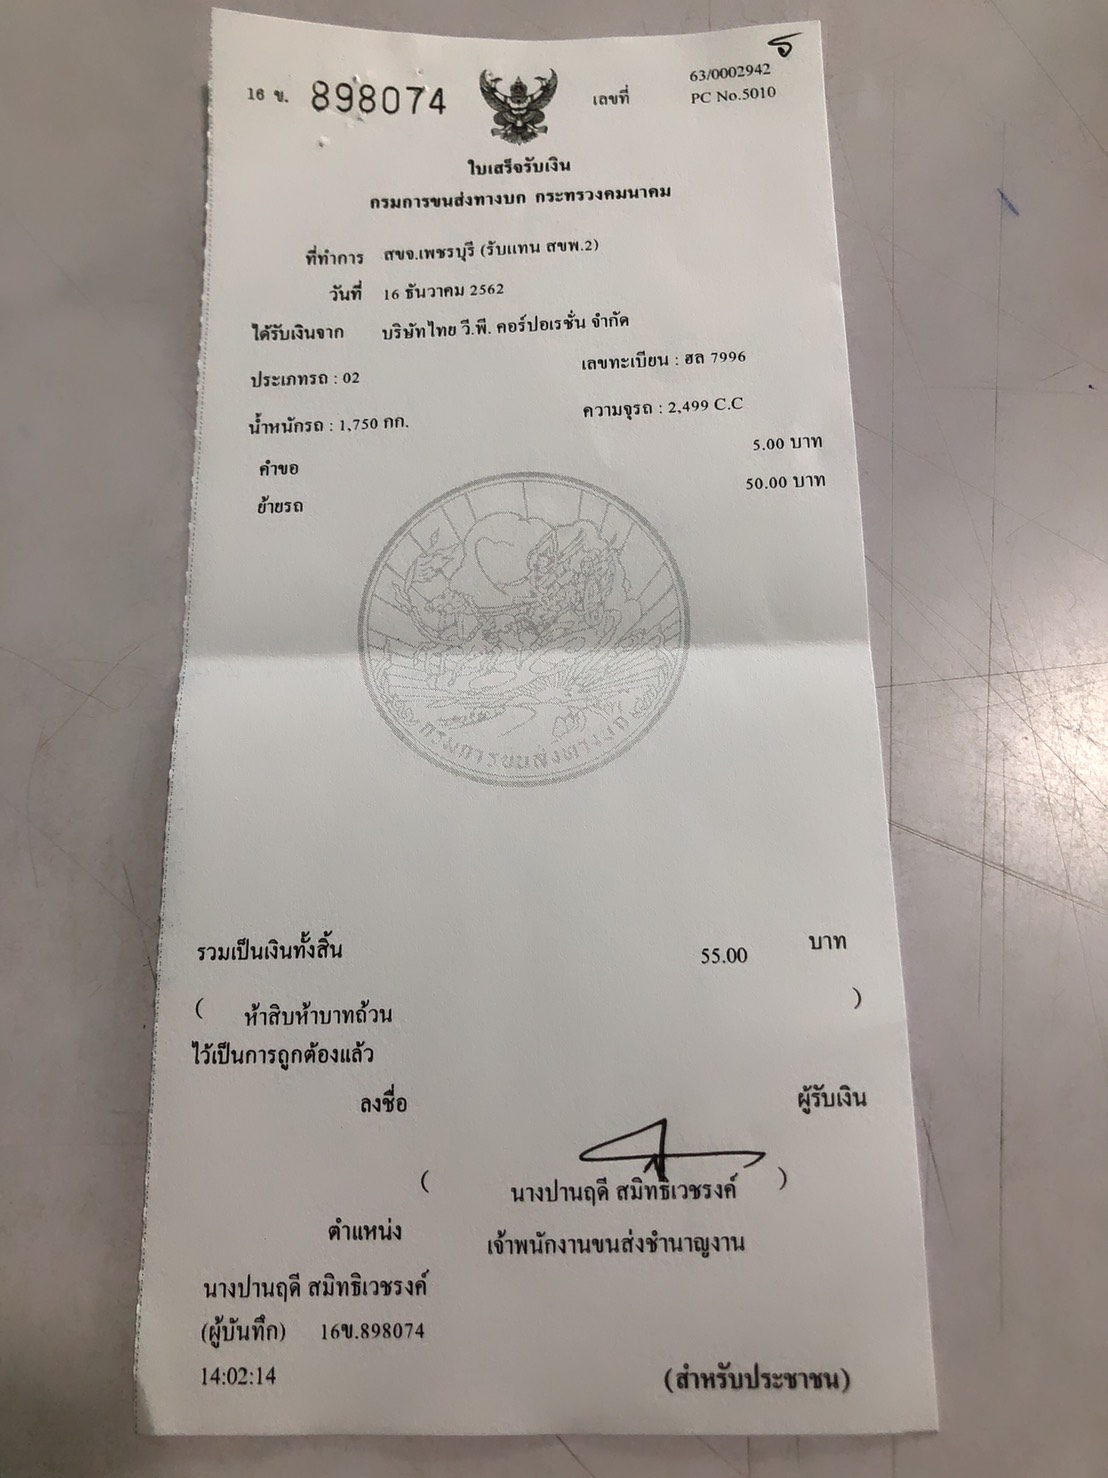 ธ
16 ข. 898074 เลขที่ 63/0002942
PC No.5010
ใบเสร็จรับเงิน
กรมการขนส่งทางบก กระทรวงคมนาคม
ที่ทำการ สขจ.เพชรบุรี (รับแทน สขพ.2)
วันที่ 16 ธันวาคม 2562
ได้รับเงินจาก บริษัทไทย วี.พี. คอร์ปอเรชั่น จำกัด
ประเภทรถ : 02 เลขทะเบียน : ฮล 7996
น้ำหนักรถ : 1,750 กก. ความจุรถ : 2,499 C.C
คำขอ 5.00 บาท
ย้ายรถ 50.00 บาท
กรมการขนส่งทางบก
รวมเป็นเงินทั้งสิ้น 55.00 บาท
( ห้าสิบห้าบาทถ้วน )
ไว้เป็นการถูกต้องแล้ว
ลงชื่อ ผู้รับเงิน
( นางปานฤดี สมิทธิเวชรงค์ )
ตำแหน่ง เจ้าพนักงานขนส่งชำนาญงาน
นางปานฤดี สมิทธิเวชรงค์
(ผู้บันทึก) 16ข.898074
14:02:14 (สำหรับประชาชน)